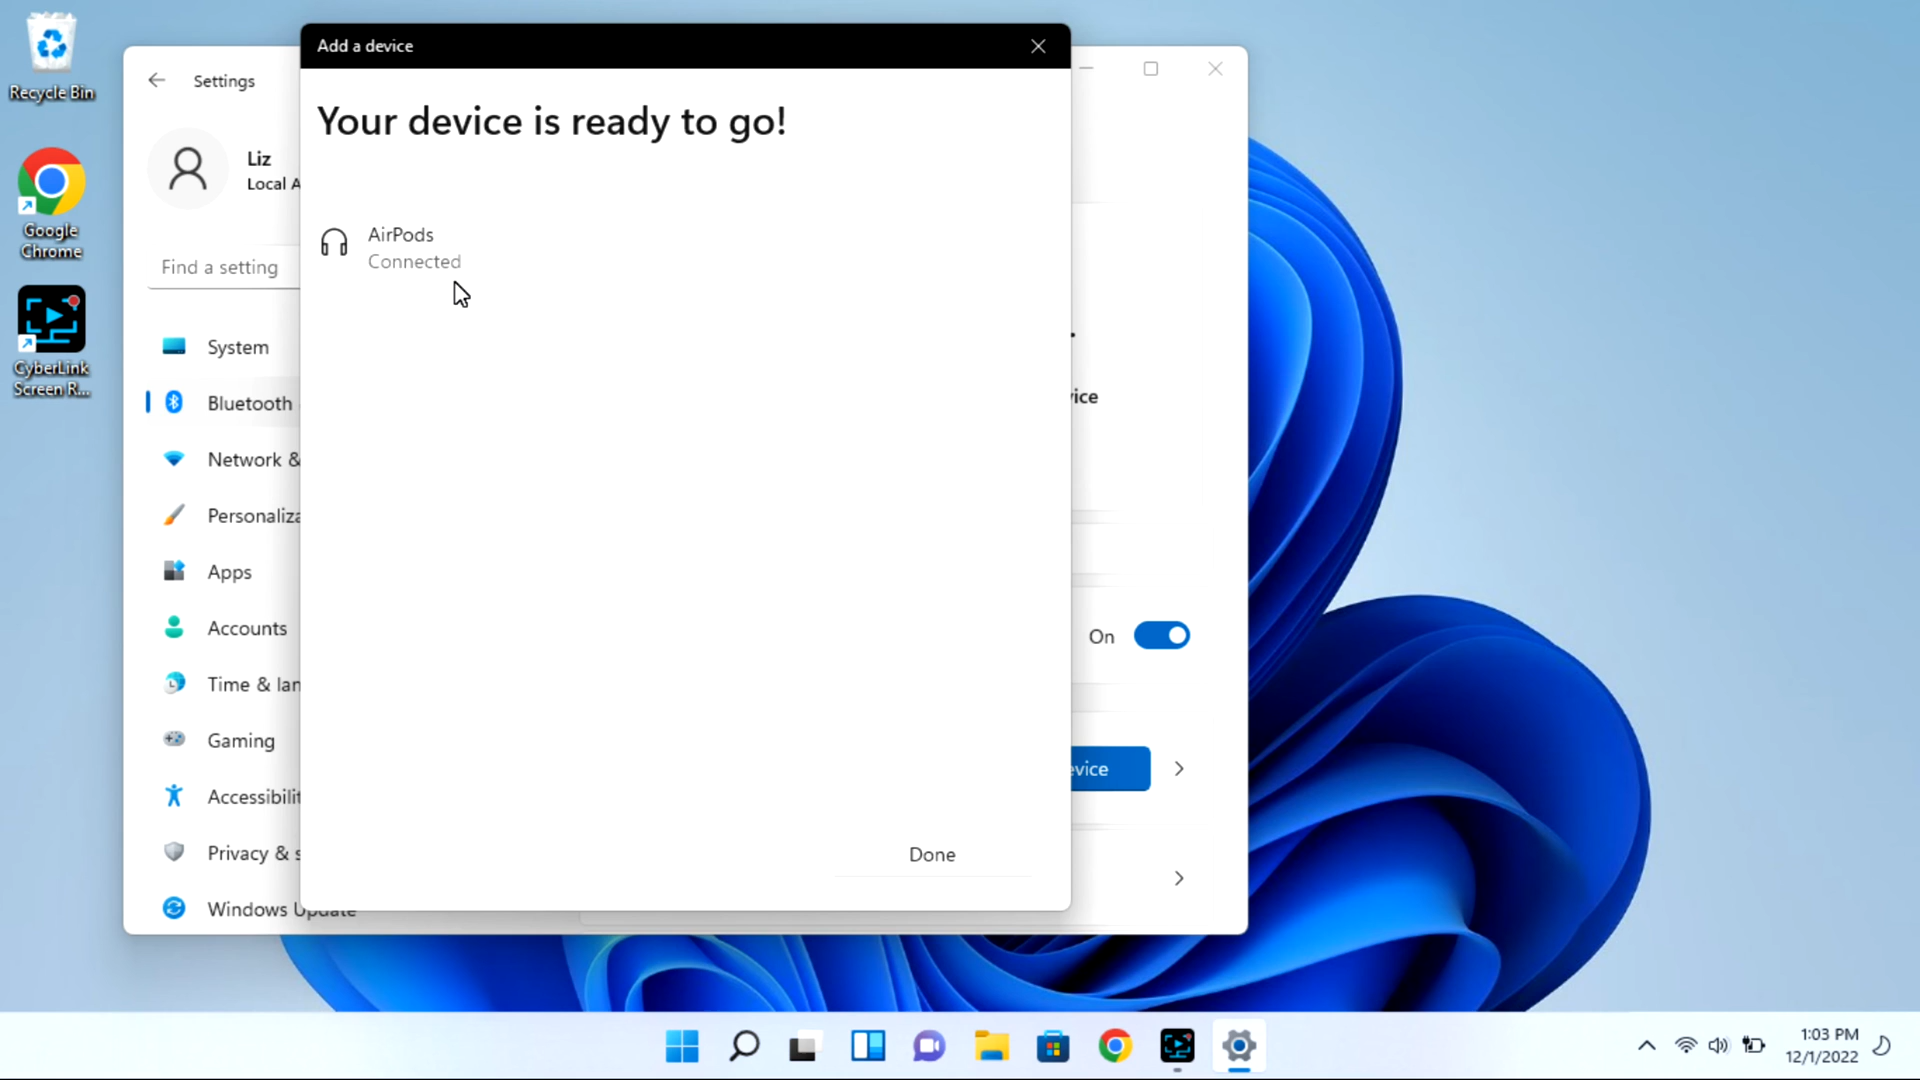 Recycle Bin
Google
Chrome
CyberLink
Screen R...
Settings
Liz
Local A
Find a setting
System
Bluetooth
Network &
Personaliza
Apps
Accounts
Time & lan
Gaming
Accessibilit
Privacy & s
Windows Update
Add a device
Your device is ready to go!
AirPods
Connected
Done
vice
On
evice
1:03 PM
12/1/2022